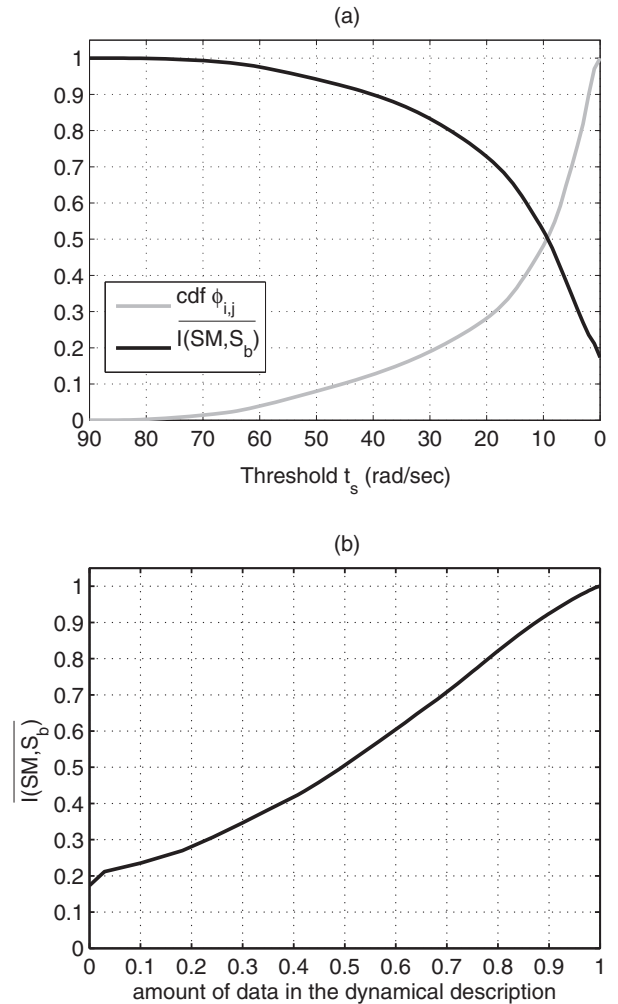 (a)
1
0.9
0.8
0.7
0.6
0.5
0.4
0.3
0.2
0.1
0
cdf ϕi,j
I(SM,Sb)
90 80 70 60 50 40 30 20 10 0
Threshold ts (rad/sec)
(b)
1
0.9
0.8
0.7
0.6
0.5
0.4
0.3
0.2
0.1
0
I(SM,Sb)
0 0.1 0.2 0.3 0.4 0.5 0.6 0.7 0.8 0.9 1
amount of data in the dynamical description